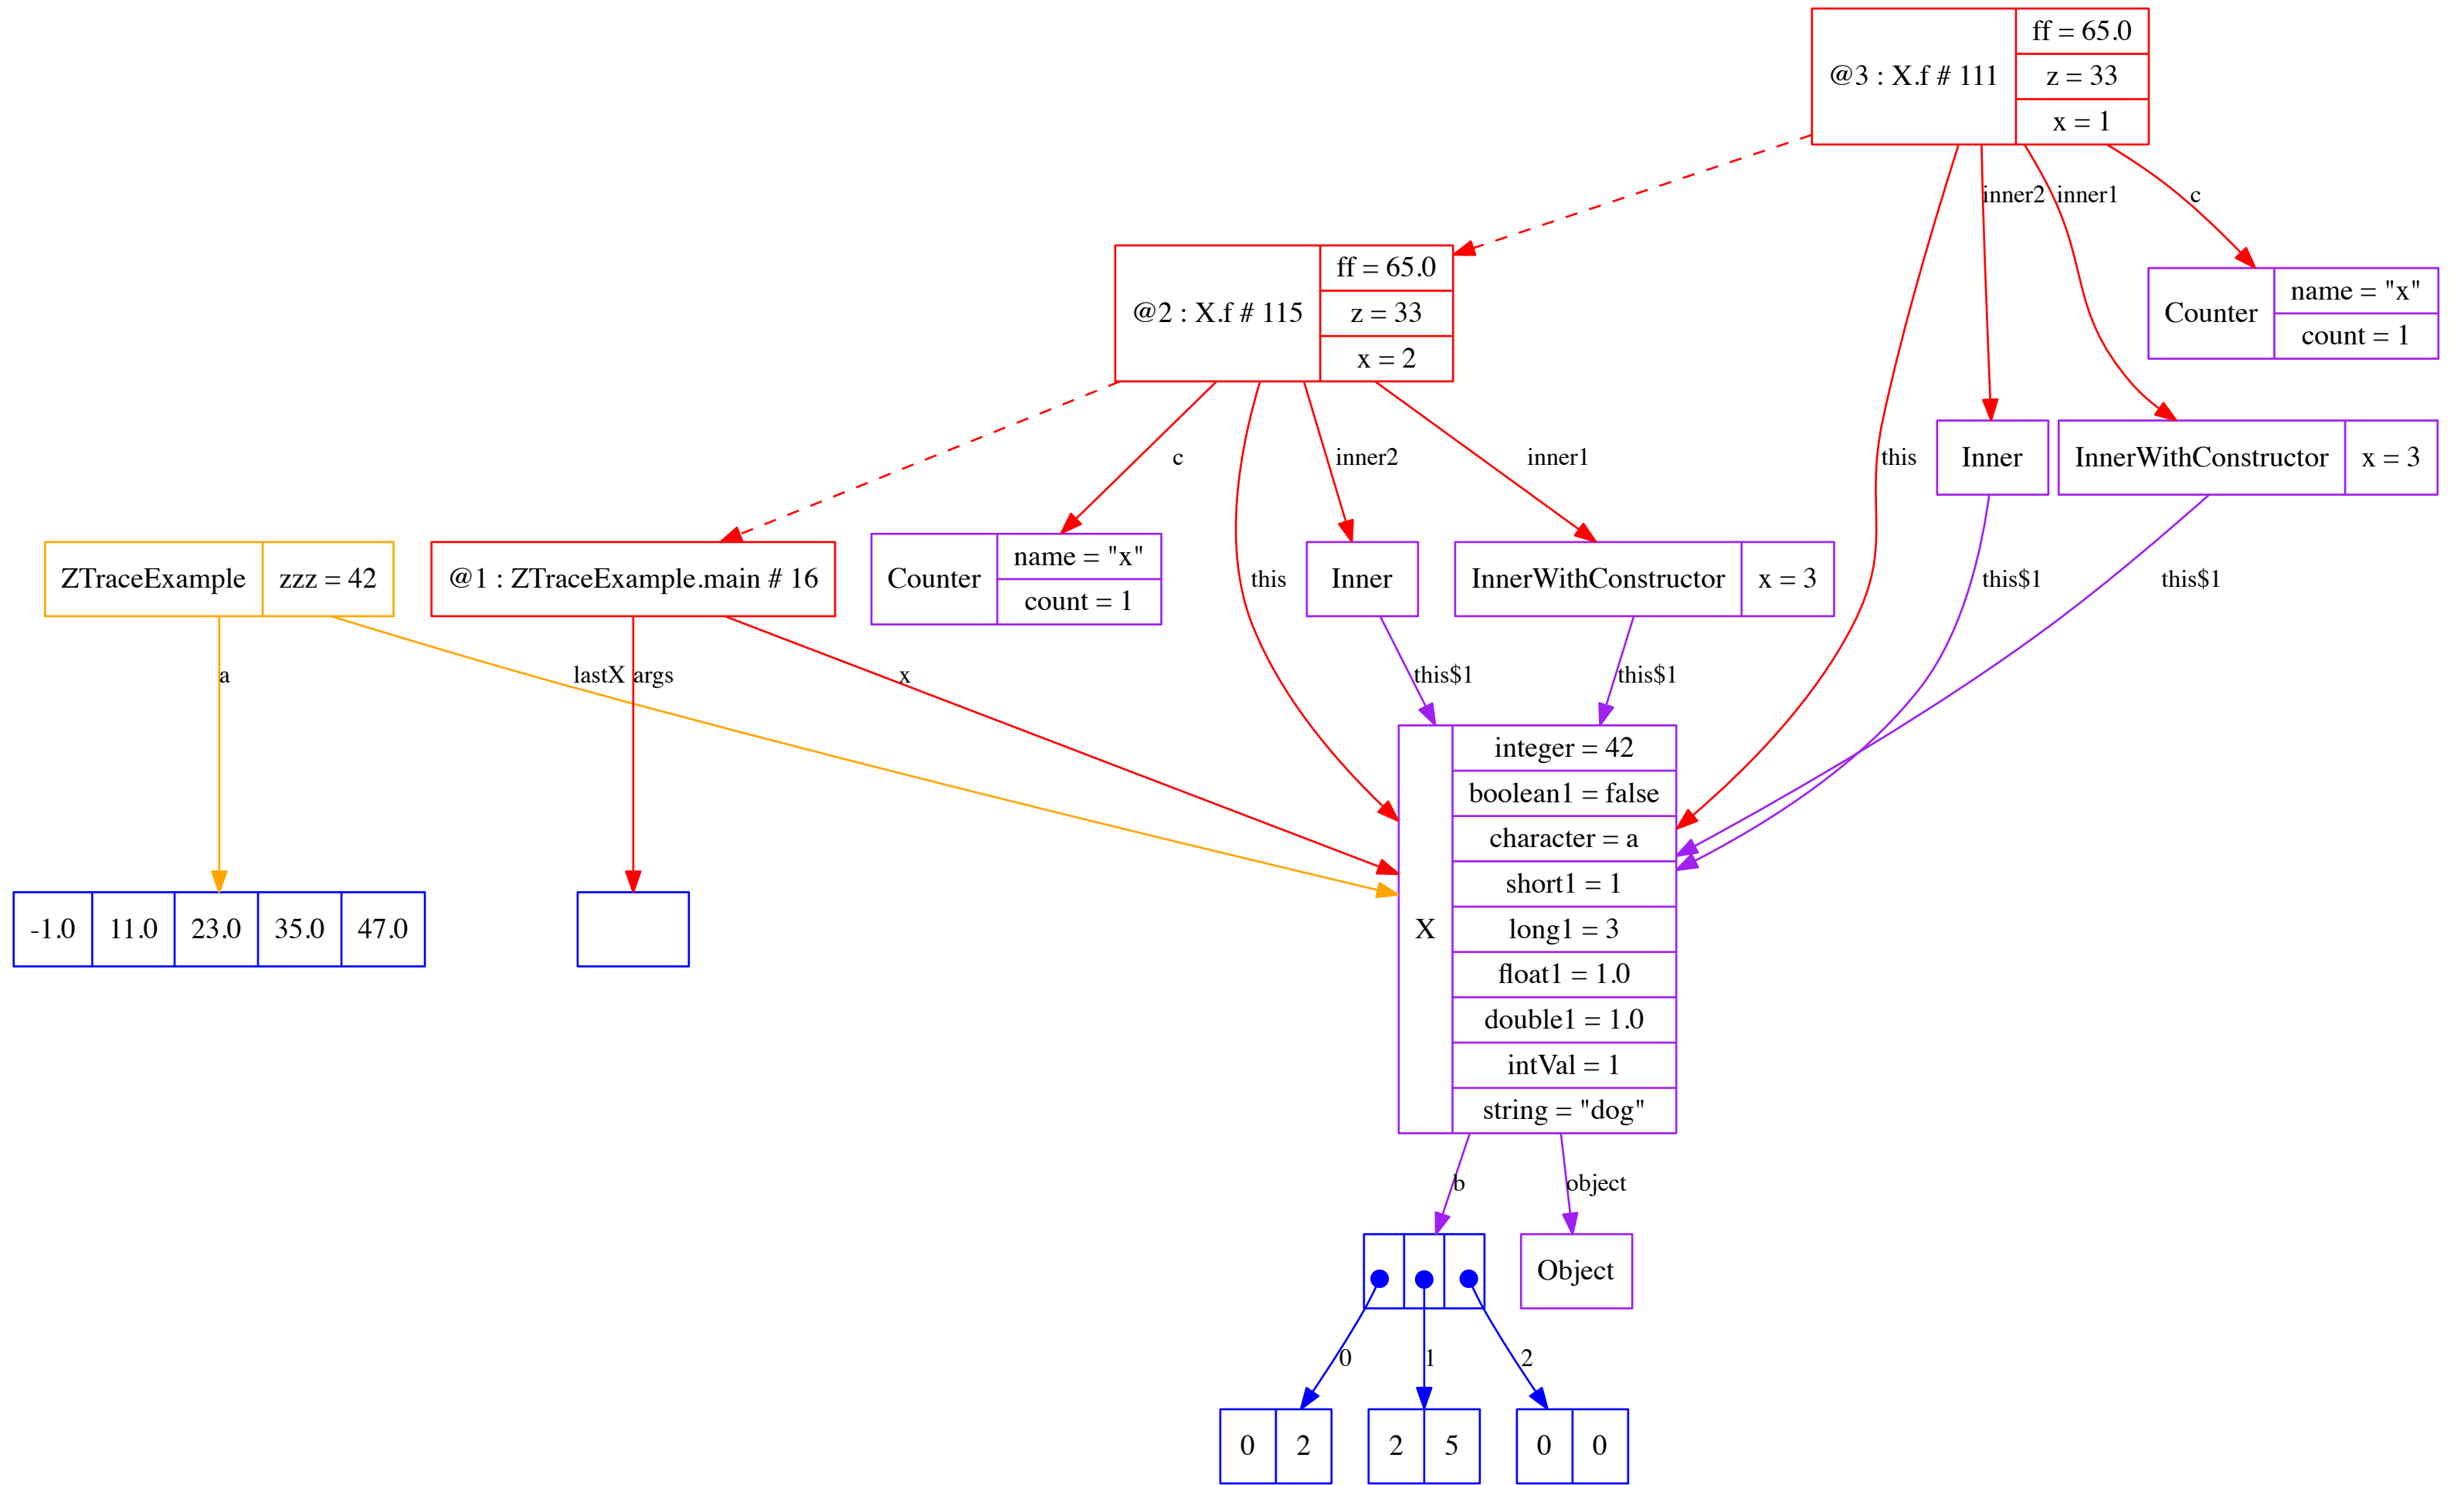 @3 : X.f # 111
ff = 65.0
z = 33
x = 1
inner2
inner1
c
@2 : X.f # 115
ff = 65.0
z = 33
x = 2
Counter
name = "x"
count = 1
c
inner2
inner1
this
Inner
InnerWithConstructor
x = 3
ZTraceExample
zzz = 42
@1 : ZTraceExample.main # 16
Counter
name = "x"
count = 1
this
Inner
InnerWithConstructor
x = 3
this$1
this$1
a
lastX
args
x
this$1
this$1
X
integer = 42
boolean1 = false
character = a
short1 = 1
long1 = 3
float1 = 1.0
double1 = 1.0
intVal = 1
string = "dog"
-1.0
11.0
23.0
35.0
47.0
b
object
Object
0
1
2
0
2
2
5
0
0